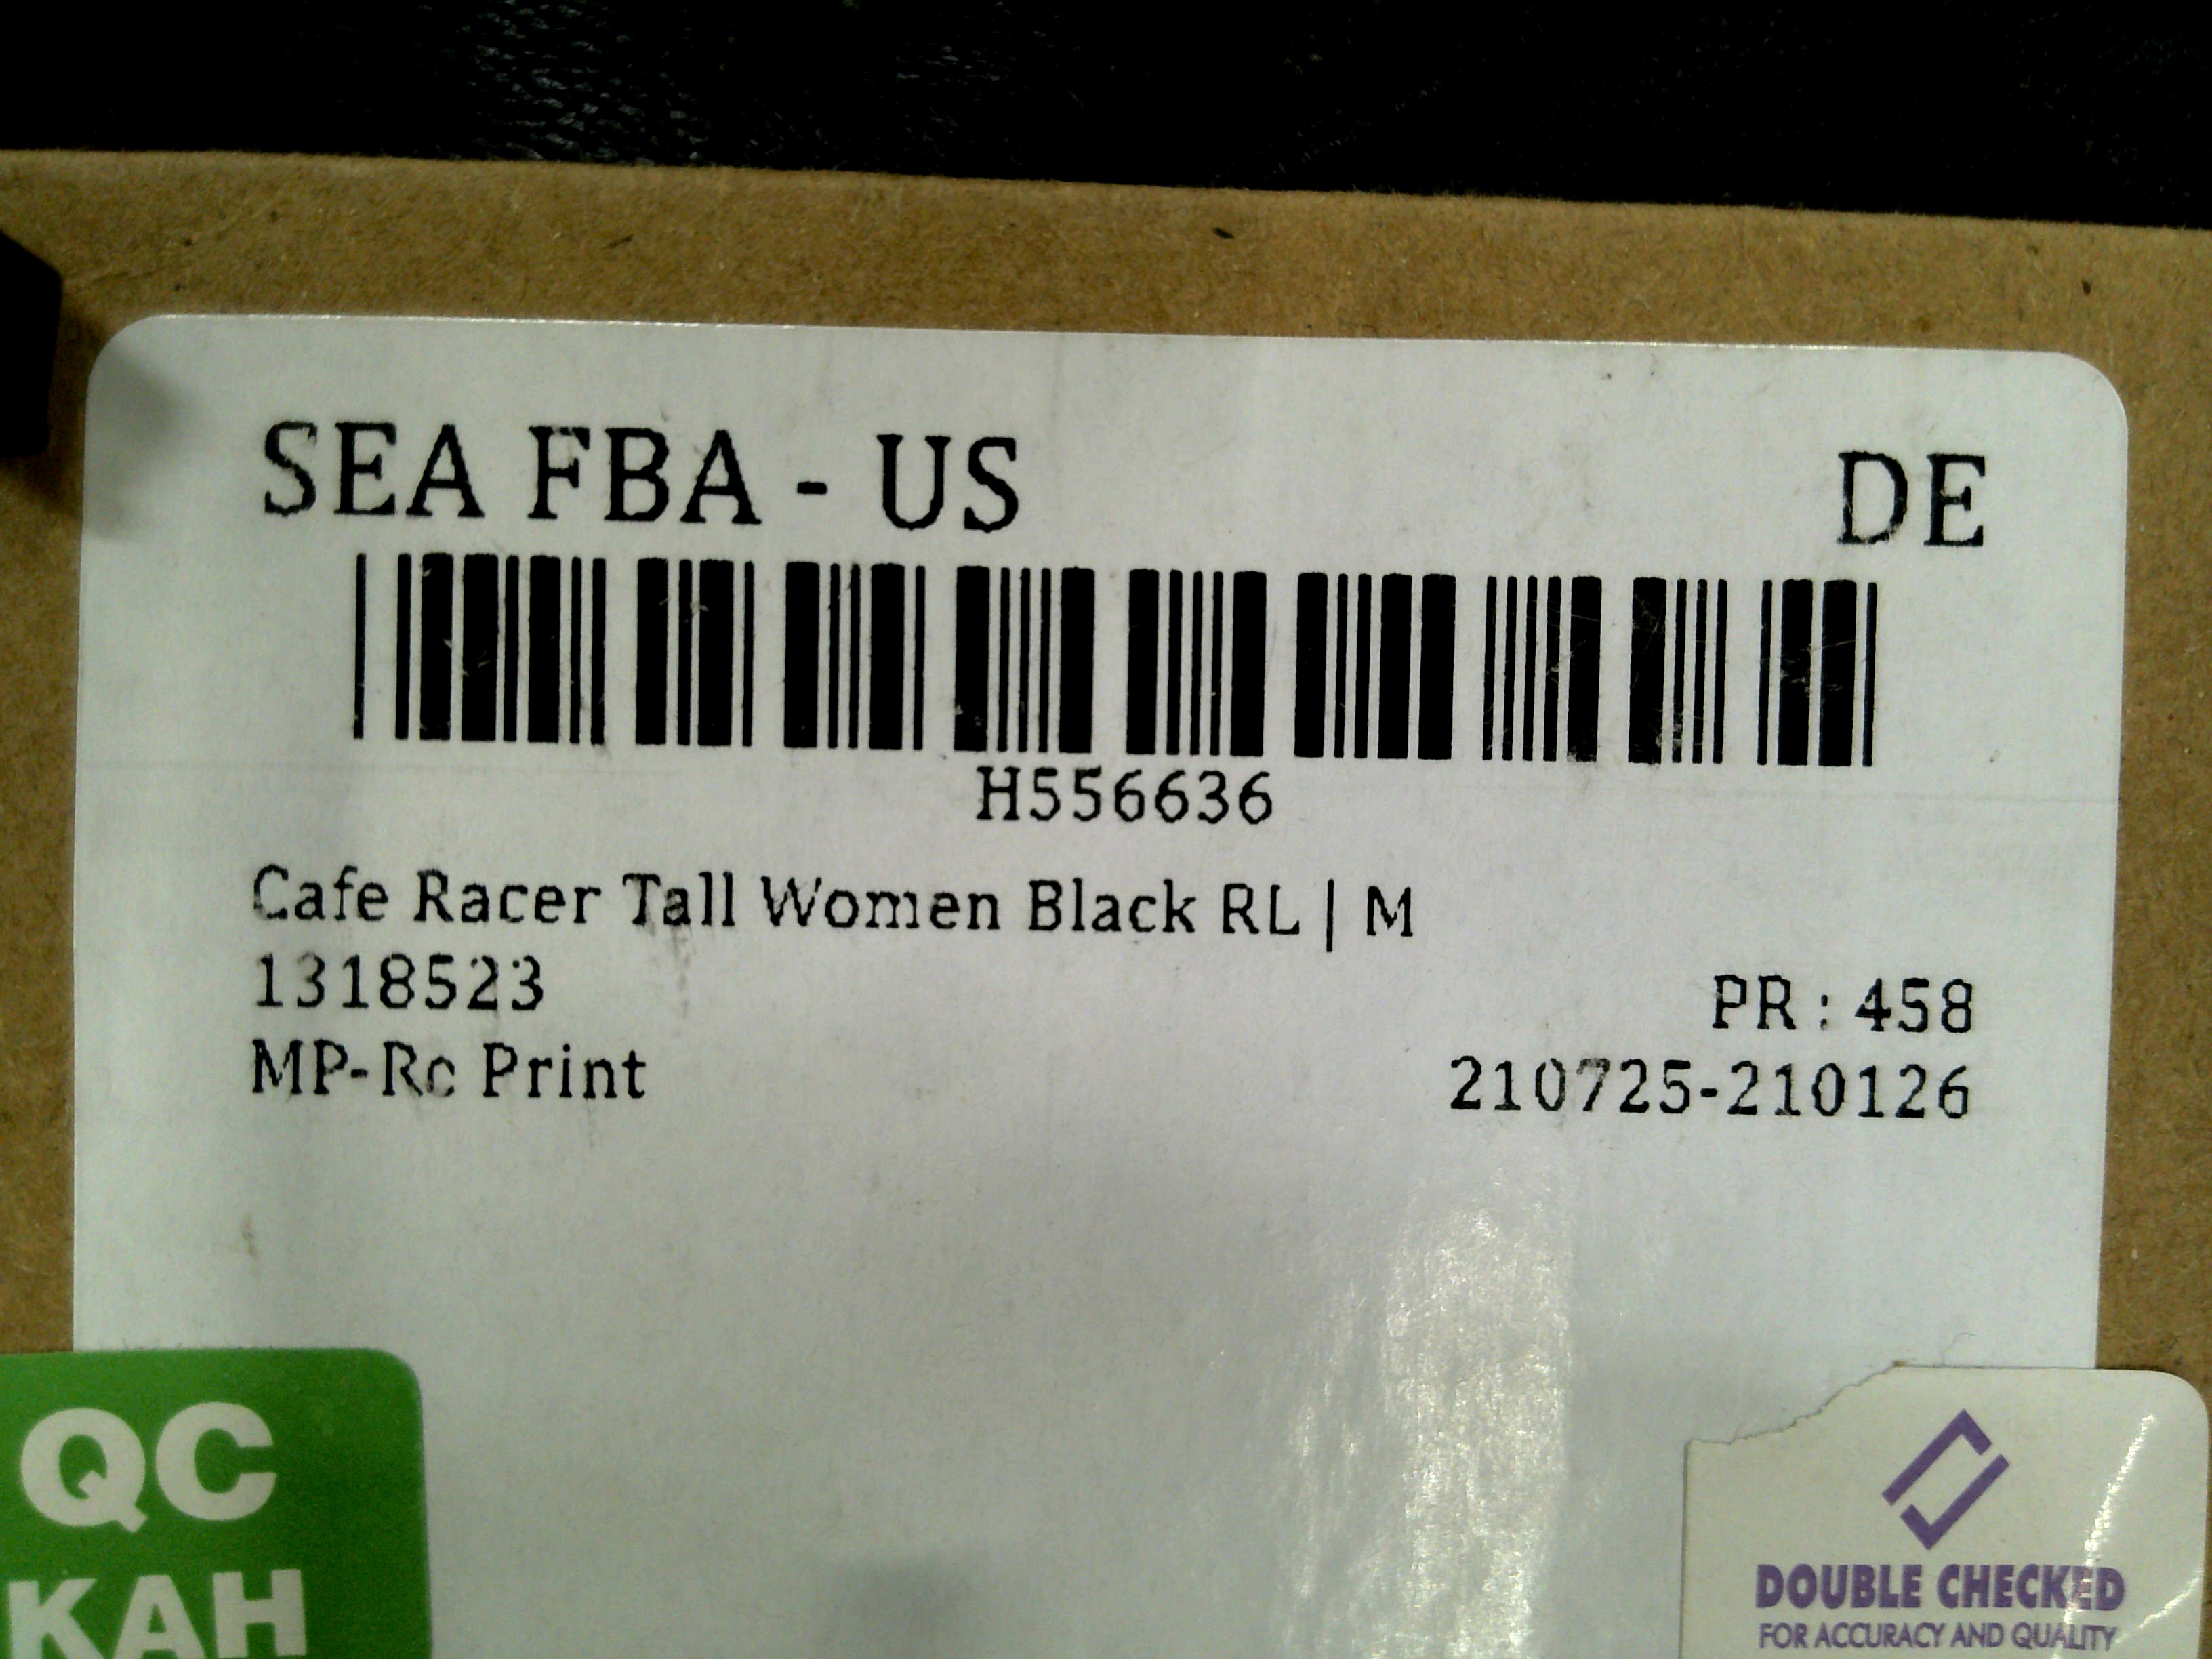 SEA FBA - US DE
H556636
Cafe Racer Tall Women Black RL | M
1318523
PR : 458
MP-Rc Print
210725-210126
QC
KAH
DOUBLE CHECKED
FOR ACCURACY AND QUALITY